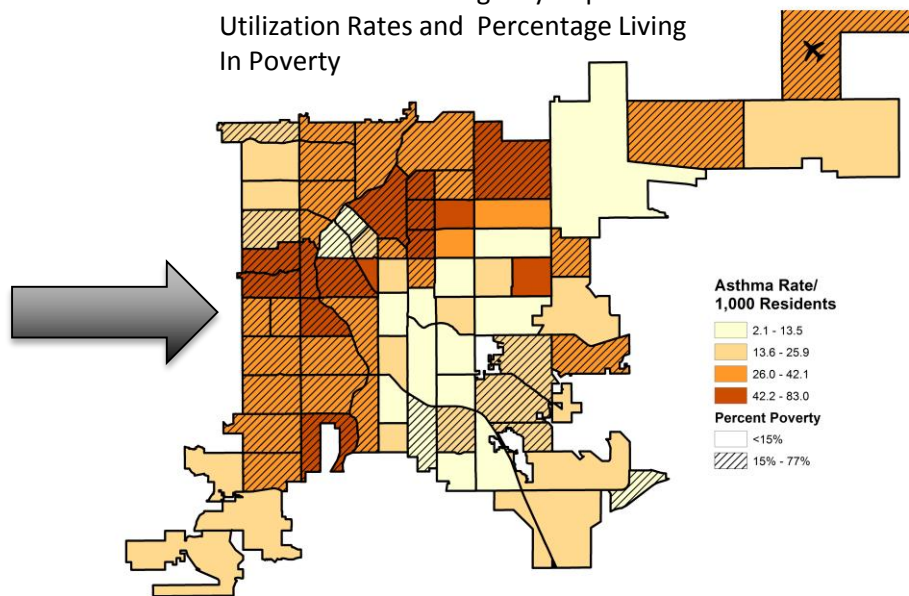 Utilization Rates and Percentage Living
In Poverty
Asthma Rate/
1,000 Residents
2.1 - 13.5
13.6 - 25.9
26.0 - 42.1
42.2 - 83.0
Percent Poverty
<15%
15% - 77%